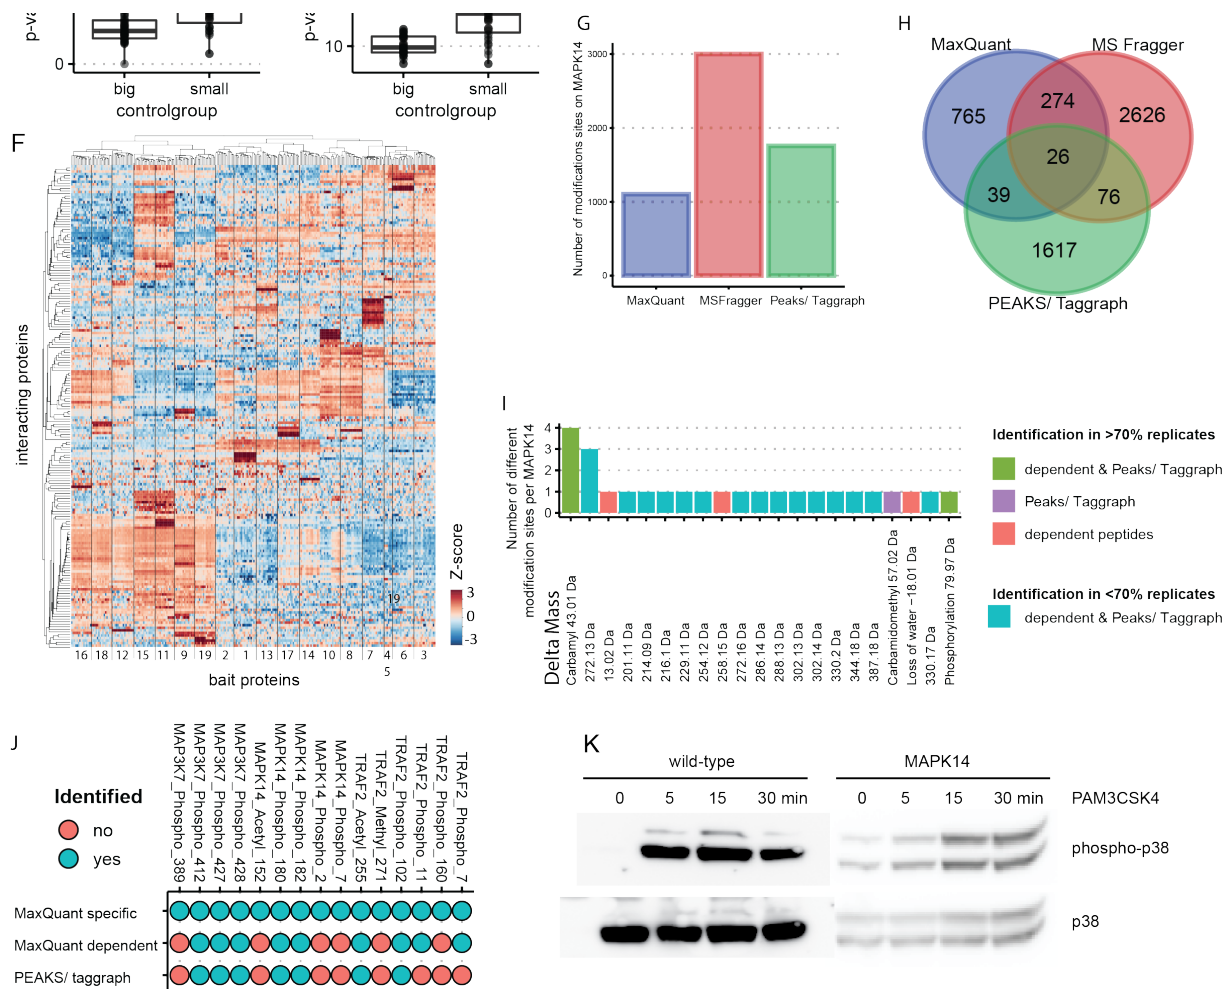 p-va
0
big
small
controlgroup
p-va
10
big
small
controlgroup
F
interacting proteins
Z-score
3
0
-3
19
16 18 12 15 11 9 19 2 1 13 17 14 10 8 7 4 6 3
5
bait proteins
G
Number of modifications sites on MAPK14
3000
2000
1000
0
MaxQuant
MSFragger
Peaks/ Taggraph
H
MaxQuant
MS Fragger
765
274
2626
26
39
76
1617
PEAKS/ Taggraph
I
Number of different
modification sites per MAPK14
4
3
2
1
0
Delta Mass
Carbamyl 43.01 Da
272.13 Da
13.02 Da
201.11 Da
214.09 Da
216.1 Da
229.11 Da
254.12 Da
258.15 Da
272.16 Da
286.14 Da
288.13 Da
302.13 Da
302.14 Da
330.2 Da
344.18 Da
387.18 Da
Carbamidomethyl 57.02 Da
Loss of water −18.01 Da
330.17 Da
Phosphorylation 79.97 Da
Identification in >70% replicates
dependent & Peaks/ Taggraph
Peaks/ Taggraph
dependent peptides
Identification in <70% replicates
dependent & Peaks/ Taggraph
J
Identified
no
yes
MAP3K7_Phospho_389
MAP3K7_Phospho_412
MAP3K7_Phospho_427
MAP3K7_Phospho_428
MAPK14_Acetyl_152
MAPK14_Phospho_180
MAPK14_Phospho_182
MAPK14_Phospho_2
MAPK14_Phospho_7
TRAF2_Acetyl_255
TRAF2_Methyl_271
TRAF2_Phospho_102
TRAF2_Phospho_11
TRAF2_Phospho_160
TRAF2_Phospho_7
MaxQuant specific
MaxQuant dependent
PEAKS/ taggraph
K
wild-type
MAPK14
0 5 15 30 min
0 5 15 30 min
PAM3CSK4
phospho-p38
p38